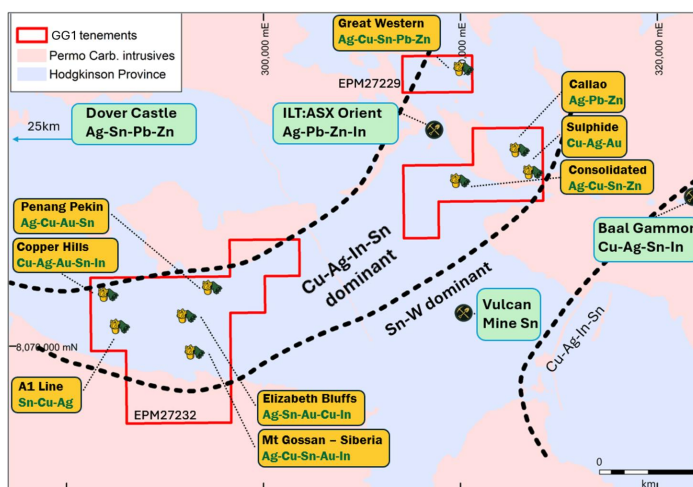 GG1 tenements
Permo Carb. intrusives
Hodgkinson Province
300,000 mE
Great Western
Ag-Cu-Sn-Pb-Zn
000 mE
320,000 mE
EPM27229
25km
Dover Castle
Ag-Sn-Pb-Zn
ILT:ASX Orient
Ag-Pb-Zn-In
Callao
Ag-Pb-Zn
Sulphide
Cu-Ag-Au
Consolidated
Ag-Cu-Sn-Zn
Penang Pekin
Ag-Cu-Au-Sn
Copper Hills
Cu-Ag-Au-Sn-In
Baal Gammon
Cu-Ag-Sn-In
Cu-Ag-In-Sn
dominant
Sn-W dominant
Vulcan
Mine Sn
Cu-Ag-In-Sn
8,070,000 mN
A1 Line
Sn-Cu-Ag
EPM27232
Elizabeth Bluffs
Ag-Sn-Au-Cu-In
Mt Gossan – Siberia
Ag-Cu-Sn-Au-In
0
km